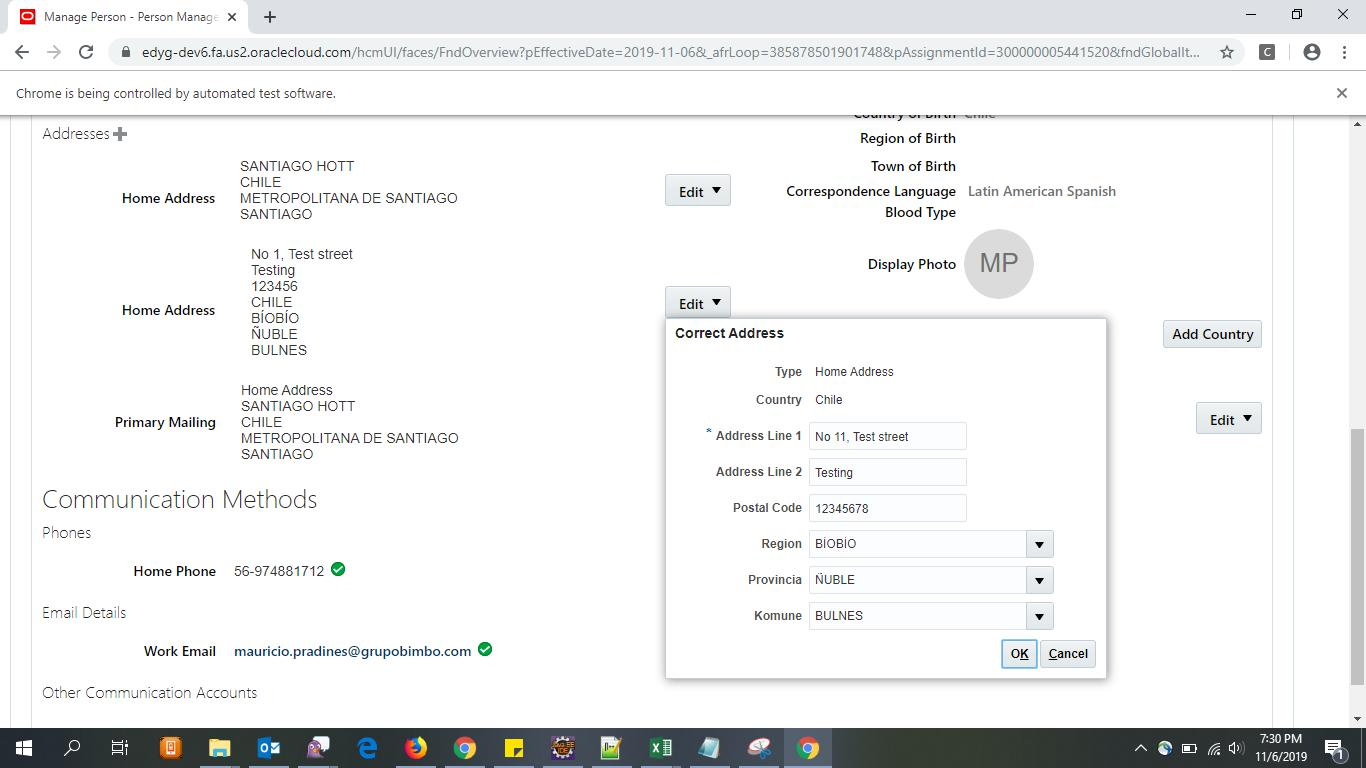 Manage Person - Person Manage
edyg-dev6.fa.us2.oraclecloud.com/hcmUI/faces/FndOverview?pEffectiveDate=2019-11-06&_afrLoop=385878501901748&pAssignmentId=300000005441520&fndGlobalIt...
C
Chrome is being controlled by automated test software.
Addresses
Country of Birth Chile
Region of Birth
Town of Birth
Correspondence Language Latin American Spanish
Blood Type
Display Photo MP
Home Address
SANTIAGO HOTT
CHILE
METROPOLITANA DE SANTIAGO
SANTIAGO
Edit
Home Address
No 1, Test street
Testing
123456
CHILE
BÍOBÍO
ÑUBLE
BULNES
Edit
Add Country
Primary Mailing
Home Address
SANTIAGO HOTT
CHILE
METROPOLITANA DE SANTIAGO
SANTIAGO
Edit
Correct Address
Type Home Address
Country Chile
* Address Line 1 No 11, Test street
Address Line 2 Testing
Postal Code 12345678
Region BÍOBÍO
Provincia ÑUBLE
Komune BULNES
OK Cancel
Communication Methods
Phones
Home Phone 56-974881712
Email Details
Work Email mauricio.pradines@grupobimbo.com
Other Communication Accounts
7:30 PM
11/6/2019
1